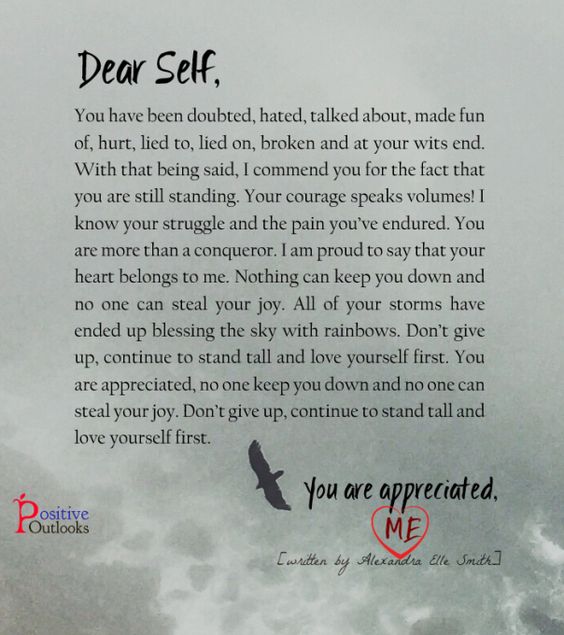 Dear Self,
You have been doubted, hated, talked about, made fun
of, hurt, lied to, lied on, broken and at your wits end.
With that being said, I commend you for the fact that
you are still standing. Your courage speaks volumes! I
know your struggle and the pain you’ve endured. You
are more than a conqueror. I am proud to say that your
heart belongs to me. Nothing can keep you down and
no one can steal your joy. All of your storms have
ended up blessing the sky with rainbows. Don’t give
up, continue to stand tall and love yourself first. You
are appreciated, no one keep you down and no one can
steal your joy. Don’t give up, continue to stand tall and
love yourself first.
You are appreciated,
ME
[written by Alexandra Elle Smith]
Positive
Outlooks